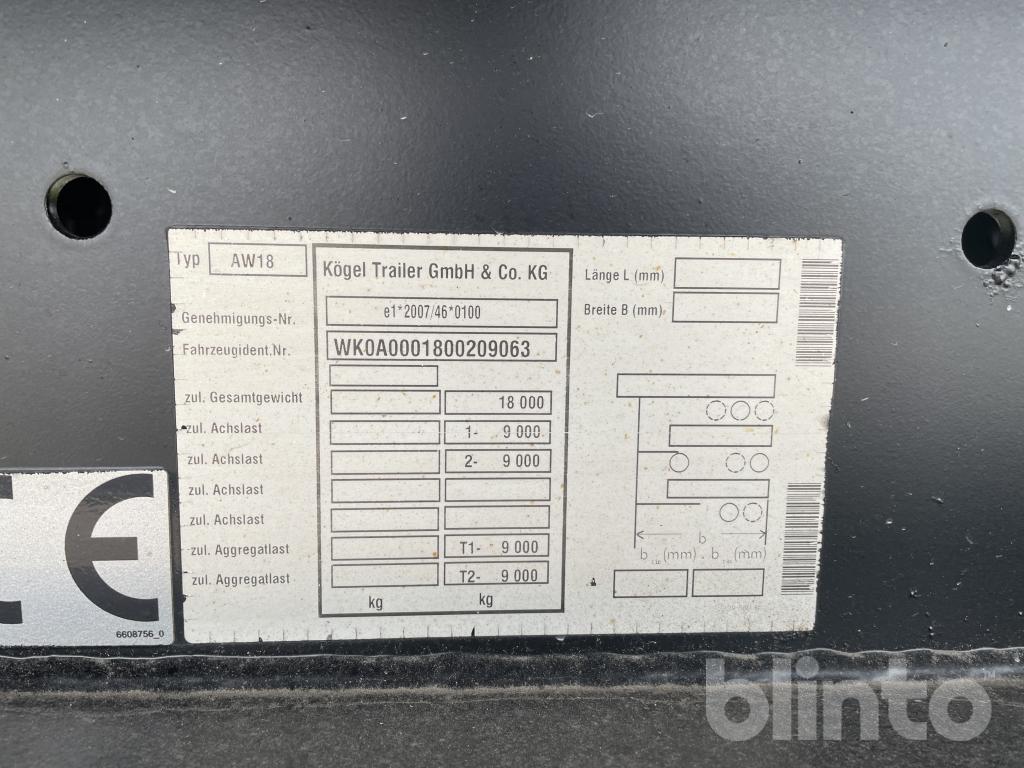 Typ AW18
Kögel Trailer GmbH & Co. KG
Genehmigungs-Nr. e1*2007/46*0100
Fahrzeugident.Nr. WK0A0001800209063
zul. Gesamtgewicht 18 000
zul. Achslast 1- 9 000
zul. Achslast 2- 9 000
zul. Achslast
zul. Achslast
zul. Aggregatlast T1- 9 000
zul. Aggregatlast T2- 9 000
kg kg
Länge L (mm)
Breite B (mm)
b
b (mm) - b (mm)
CE
6608756_0
blinto